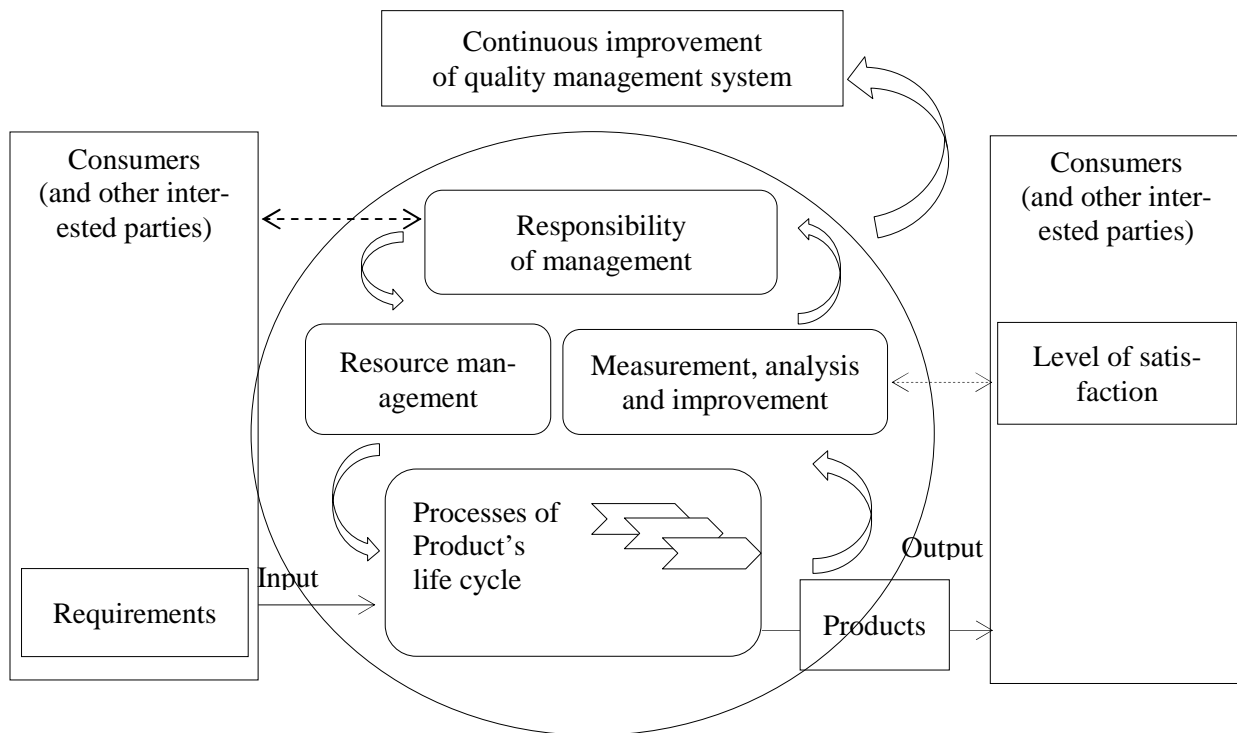 Continuous improvement
of quality management system
Consumers
(and other inter-
ested parties)
Consumers
(and other inter-
ested parties)
Responsibility
of management
Resource man-
agement
Measurement, analysis
and improvement
Level of satis-
faction
Processes of
Product's
life cycle
Input
Output
Requirements
Products